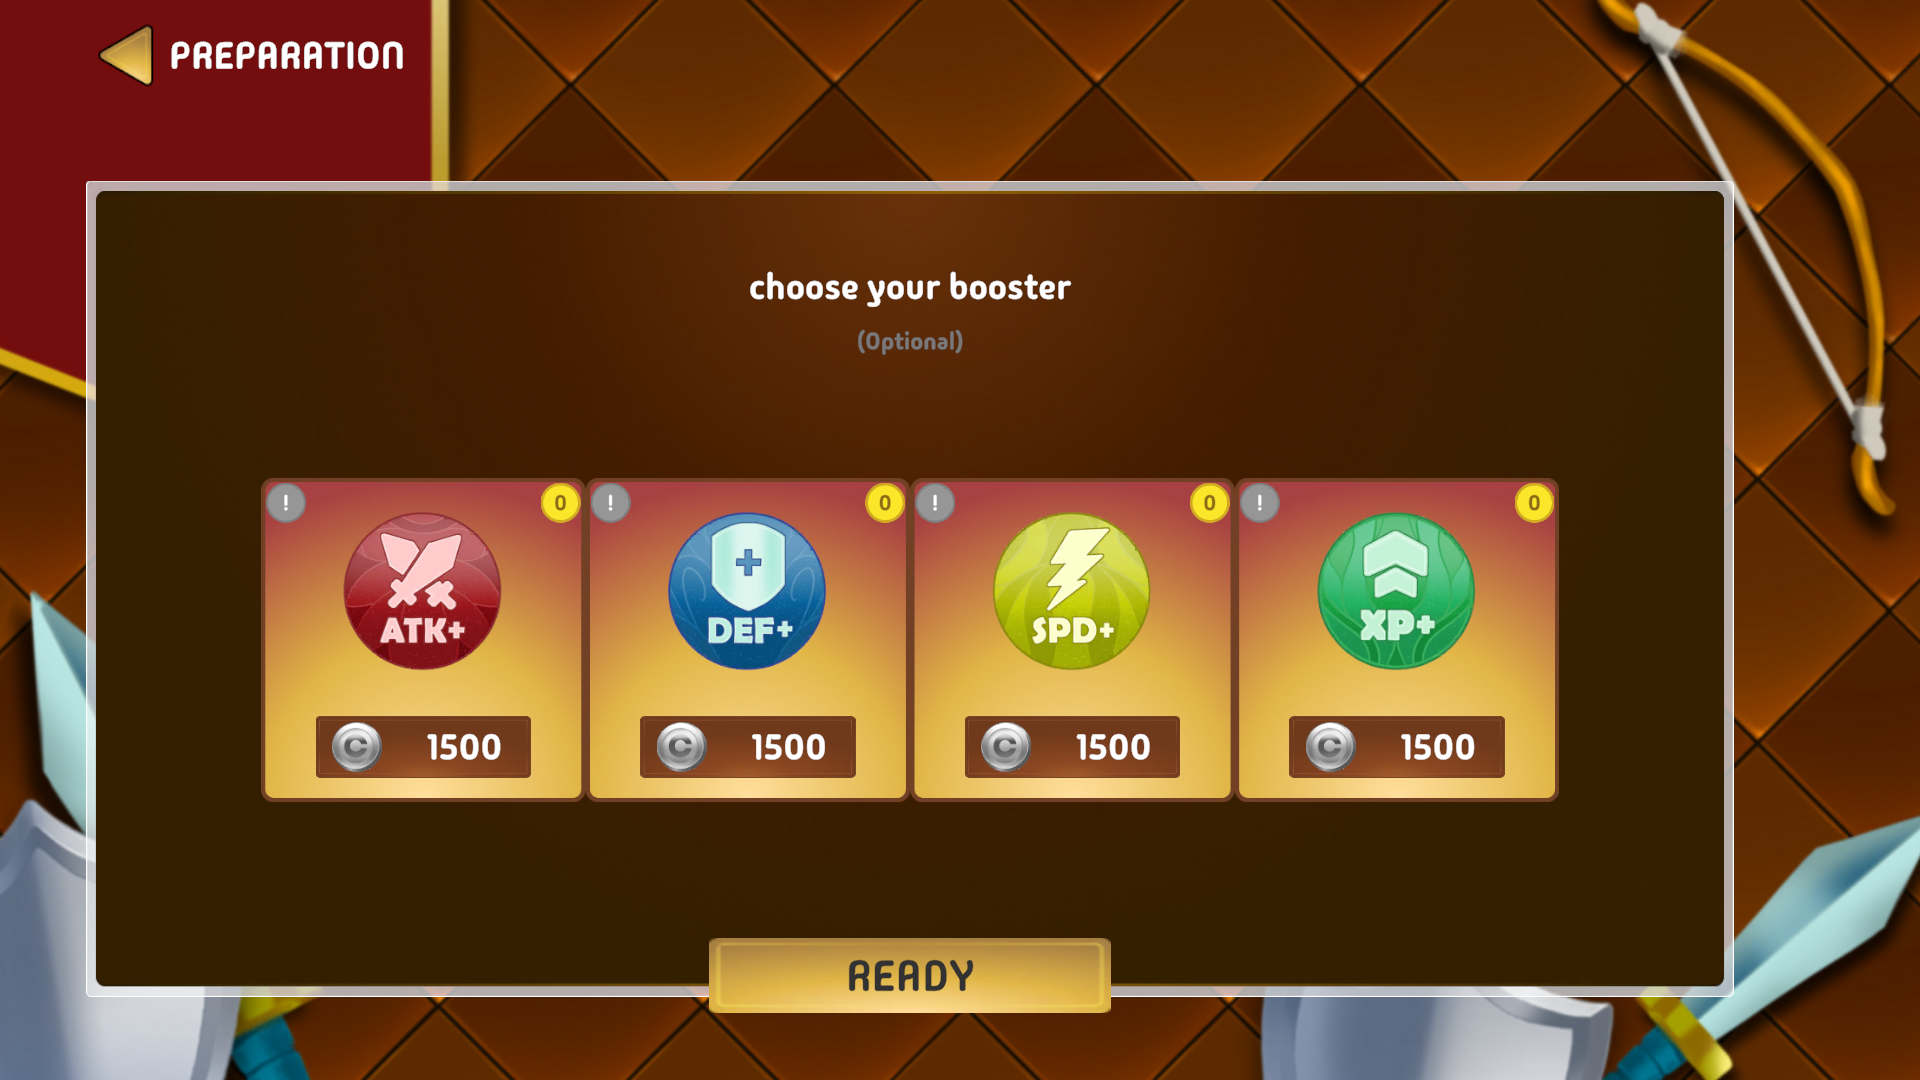 PREPARATION
choose your booster
(Optional)
! 0 ! 0 ! 0 ! 0
ATK+ DEF+ SPD+ XP+
C 1500 C 1500 C 1500 C 1500
READY